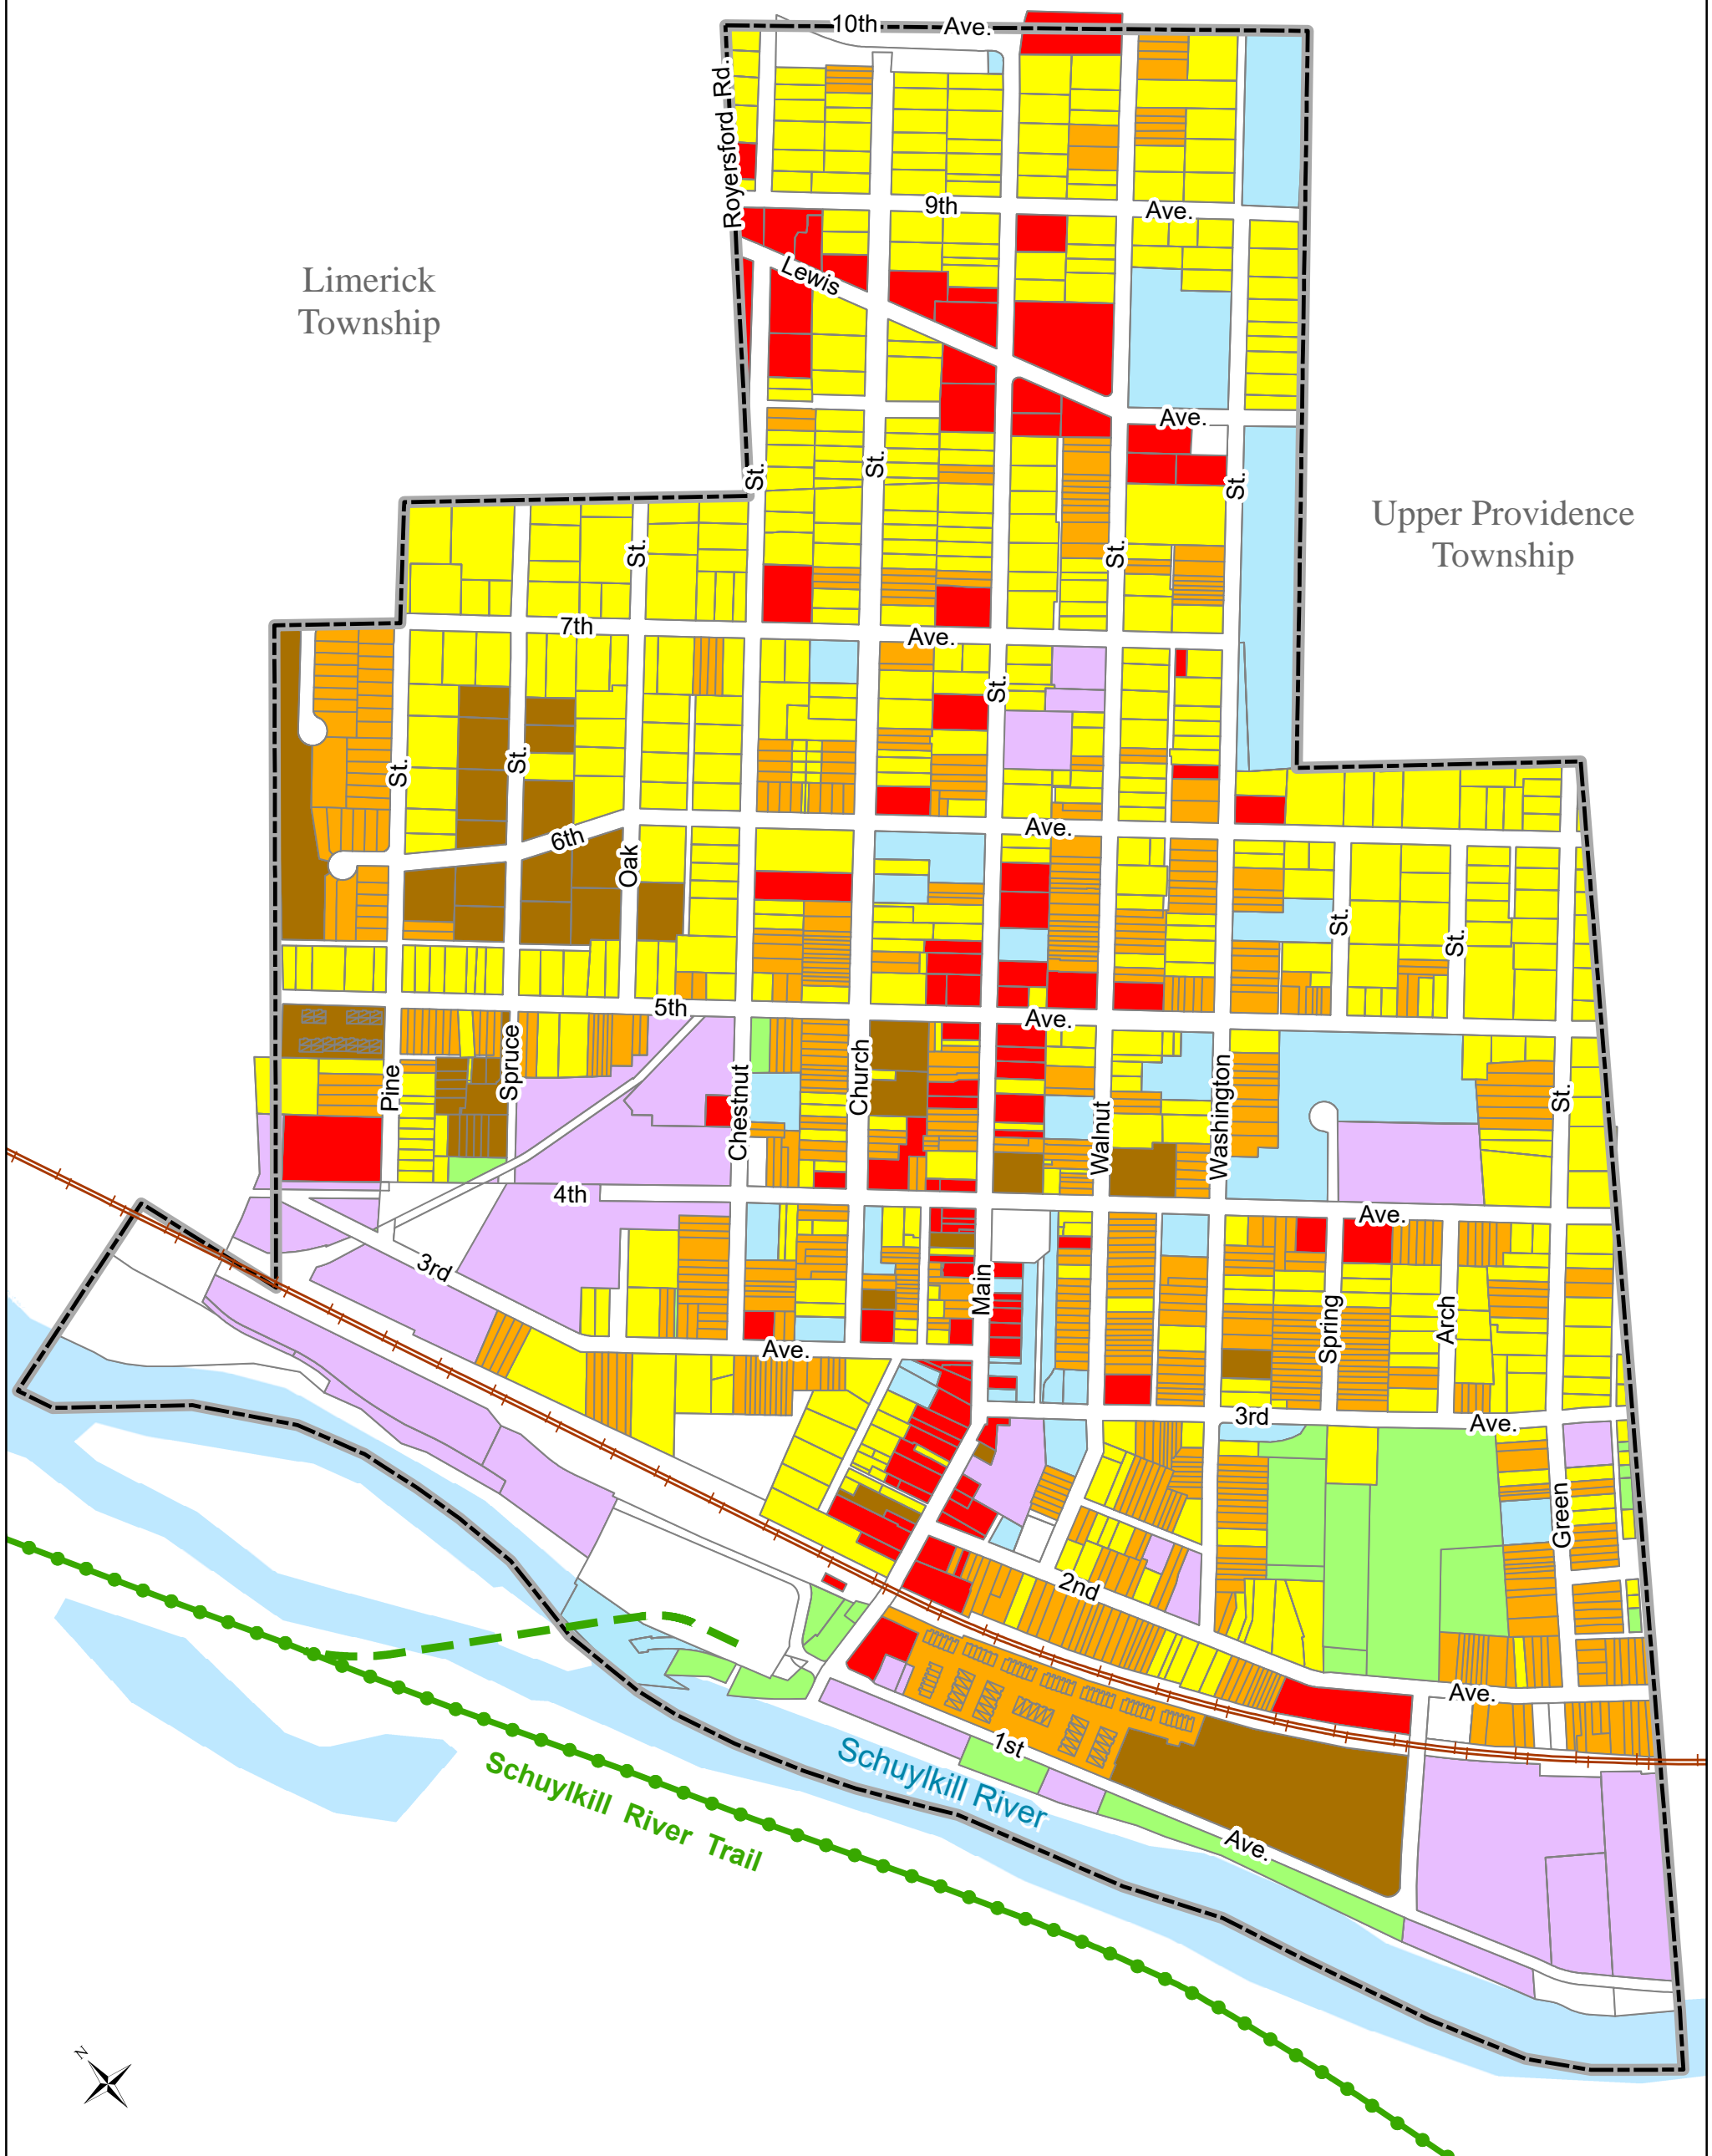 10th Ave.
Royersford Rd.
9th Ave.
Lewis
Limerick
Township
Ave.
St.
St.
St.
Upper Providence
Township
St.
St.
7th
Ave.
St.
St.
St.
6th
Ave.
Oak
St.
St.
5th
Ave.
Pine
Spruce
Chestnut
Church
Walnut
Washington
St.
4th
Ave.
3rd
Main
Spring
Arch
Ave.
3rd
Ave.
Green
2nd
Ave.
1st
Schuylkill River
Ave.
Schuylkill River Trail
N